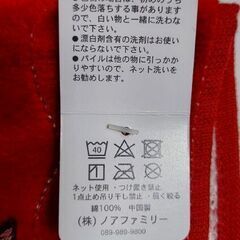 多少色落ちする事があります
ので、白い物と一緒に洗わな
いで下さい。
●漂白剤含有の洗剤はお使いに
ならないで下さい。
●パイルは他の物に引っかか
りやすいので、ネット洗いを
お勧めします。
40
ネット使用・つけ置き禁止
1点止め吊り干し禁止・弱く絞る
綿100% 中国製
(株)ノアファミリー
089-989-9800